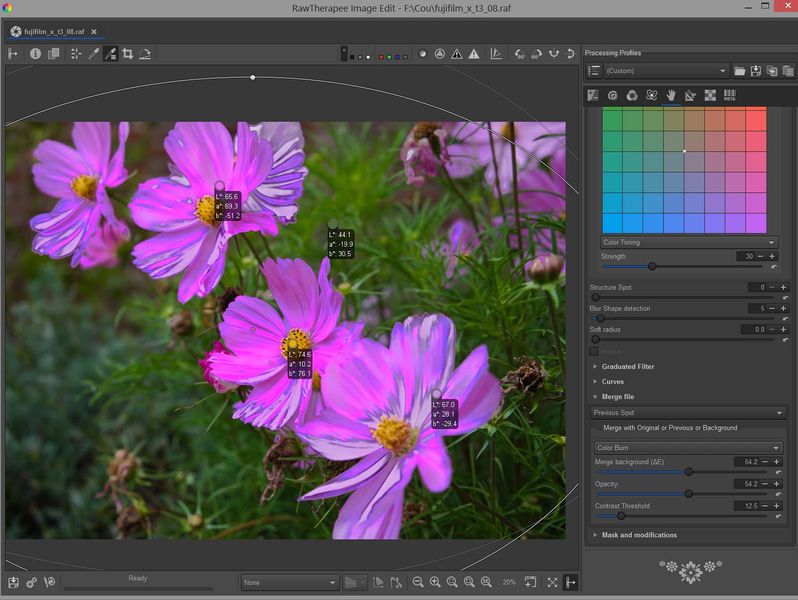 RawTherapee Image Edit - F:\Cou\fujifilm_x_t3_08.raf
fujifilm_x_t3_08.raf
Processing Profiles
(Custom)
META
L*: 65.6
a*: 69.3
b*: -51.2
L*: 44.1
a*: -19.9
b*: 30.5
L*: 74.6
a*: 10.2
b*: 76.1
L*: 67.0
a*: 28.1
b*: -29.4
Color Toning
Strength 30
Structure Spot 0
Blur Shape detection 5
Soft radius 0.0
Graduated Filter
Curves
Merge file
Previous Spot
Merge with Original or Previous or Background
Color Burn
Merge background (ΔE) 54.2
Opacity 54.2
Contrast Threshold 12.5
Mask and modifications
Ready
None
20%